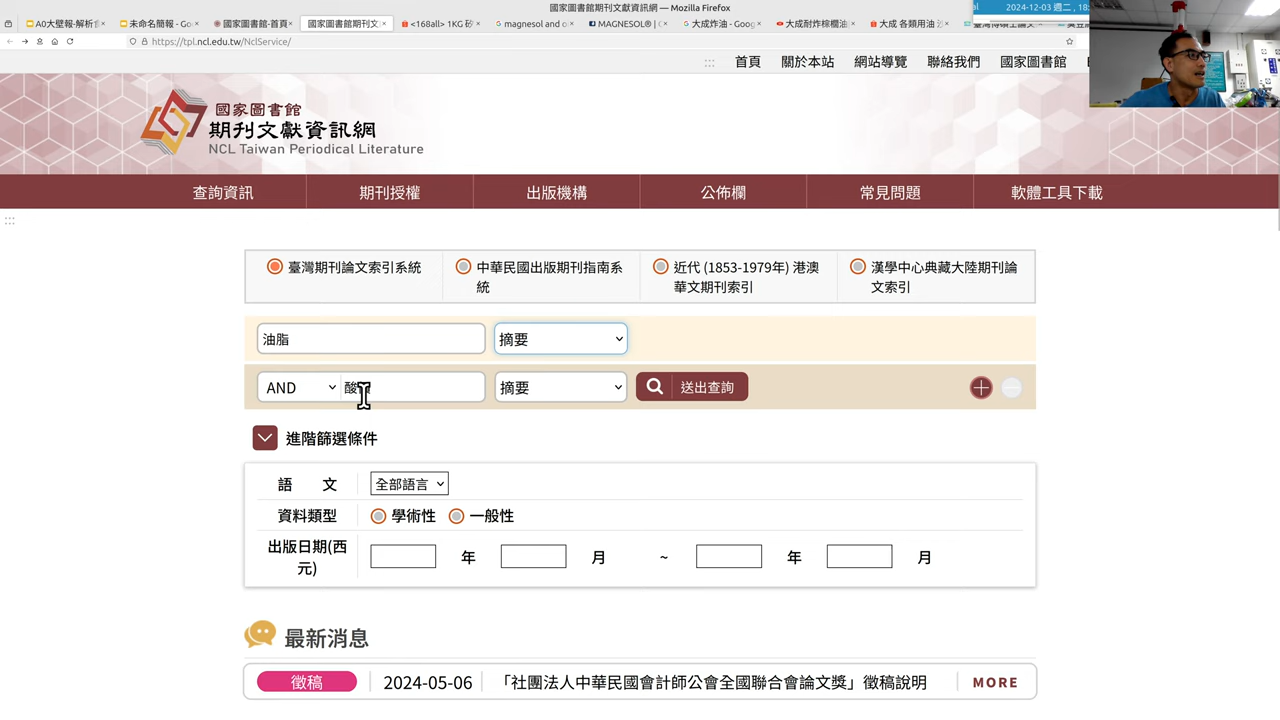 國家圖書館期刊文獻資訊網 — Mozilla Firefox
2024-12-03 週二 , 18:
A0大壁報-解析
未命名簡報 - Go
國家圖書館-首頁
國家圖書館期刊文
<168all> 1KG 矽
magnesol and o
MAGNESOL® |
大成炸油 - Goog
大成耐炸棕櫚油
大成 各類用油
臺灣博碩士論文
https://tpl.ncl.edu.tw/NclService/
首頁 關於本站 網站導覽 聯絡我們 國家圖書館
國家圖書館
期刊文獻資訊網
NCL Taiwan Periodical Literature
查詢資訊 期刊授權 出版機構 公佈欄 常見問題 軟體工具下載
臺灣期刊論文索引系統
中華民國出版期刊指南系
統
近代 (1853-1979年) 港澳
華文期刊索引
漢學中心典藏大陸期刊論
文索引
油脂 摘要
AND 酸 摘要 送出查詢
進階篩選條件
語 文 全部語言
資料類型 學術性 一般性
出版日期(西
元) 年 月 ~ 年 月
最新消息
徵稿 2024-05-06 「社團法人中華民國會計師公會全國聯合會論文獎」徵稿說明 MORE